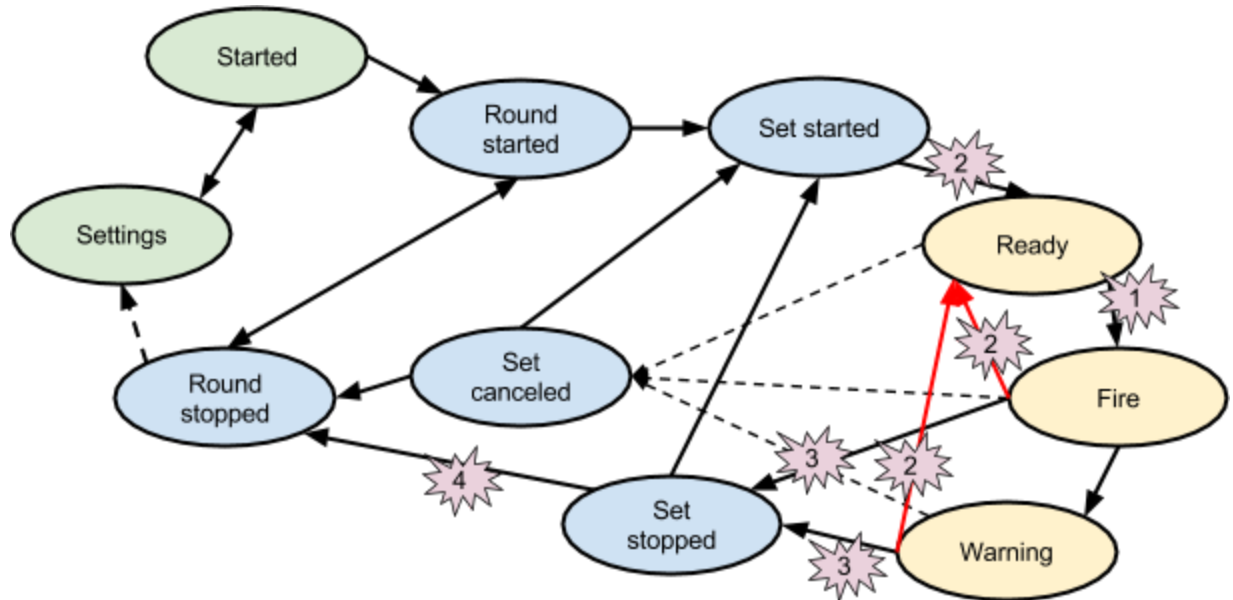 Started
Round
started
Set started
2
Settings
Ready
1
2
Set
canceled
Round
stopped
Fire
3
2
4
Set
stopped
Warning
3